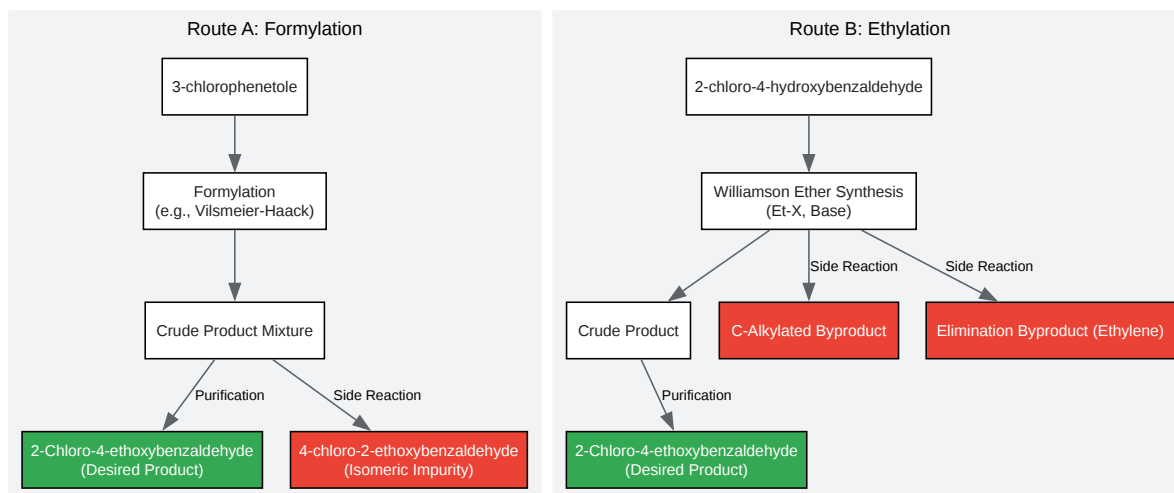 Route A: Formylation
3-chlorophenetole
Formylation
(e.g., Vilsmeier-Haack)
Crude Product Mixture
Purification
Side Reaction
2-Chloro-4-ethoxybenzaldehyde
(Desired Product)
4-chloro-2-ethoxybenzaldehyde
(Isomeric Impurity)
Route B: Ethylation
2-chloro-4-hydroxybenzaldehyde
Williamson Ether Synthesis
(Et-X, Base)
Side Reaction
Side Reaction
Crude Product
C-Alkylated Byproduct
Elimination Byproduct (Ethylene)
Purification
2-Chloro-4-ethoxybenzaldehyde
(Desired Product)